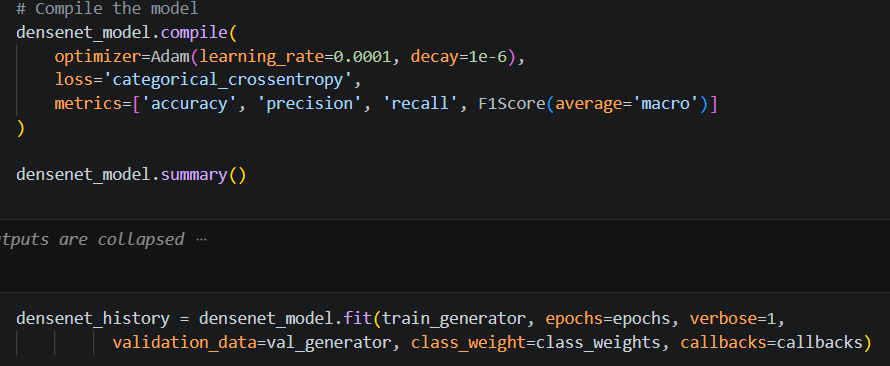 # Compile the model
densenet_model.compile(
    optimizer=Adam(learning_rate=0.0001, decay=1e-6),
    loss='categorical_crossentropy',
    metrics=['accuracy', 'precision', 'recall', F1Score(average='macro')]
)
densenet_model.summary()
tputs are collapsed ...
densenet_history = densenet_model.fit(train_generator, epochs=epochs, verbose=1,
            validation_data=val_generator, class_weight=class_weights, callbacks=callbacks)